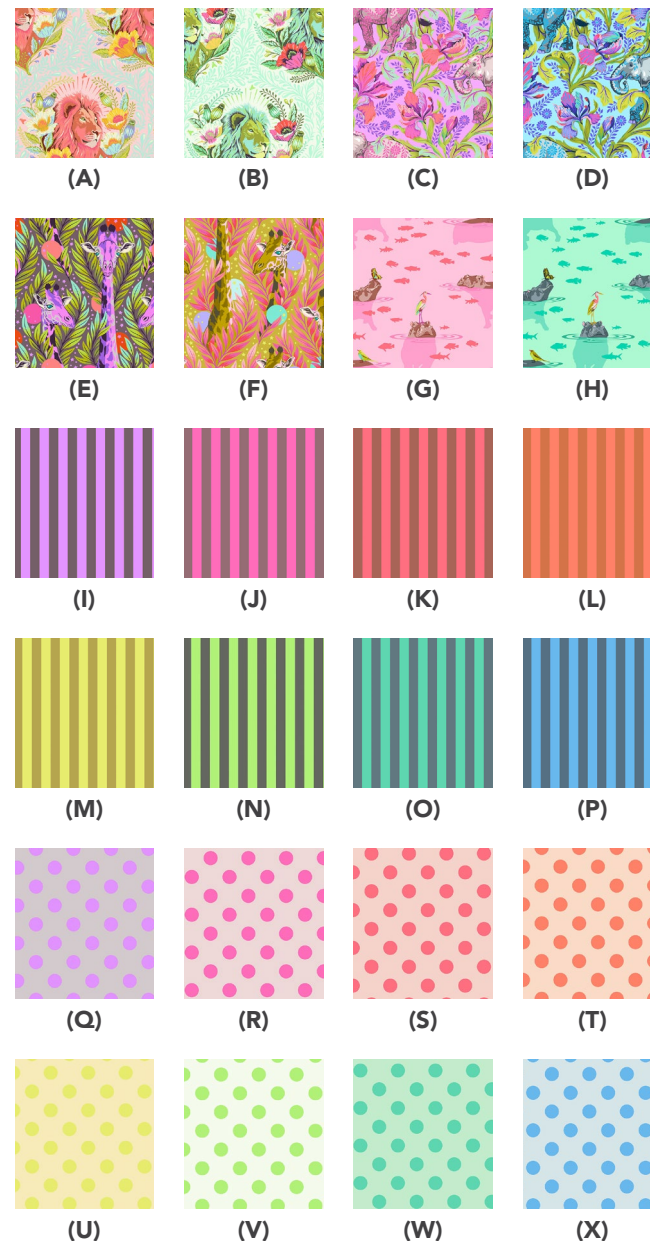 (A) (B) (C) (D)
(E) (F) (G) (H)
(I) (J) (K) (L)
(M) (N) (O) (P)
(Q) (R) (S) (T)
(U) (V) (W) (X)